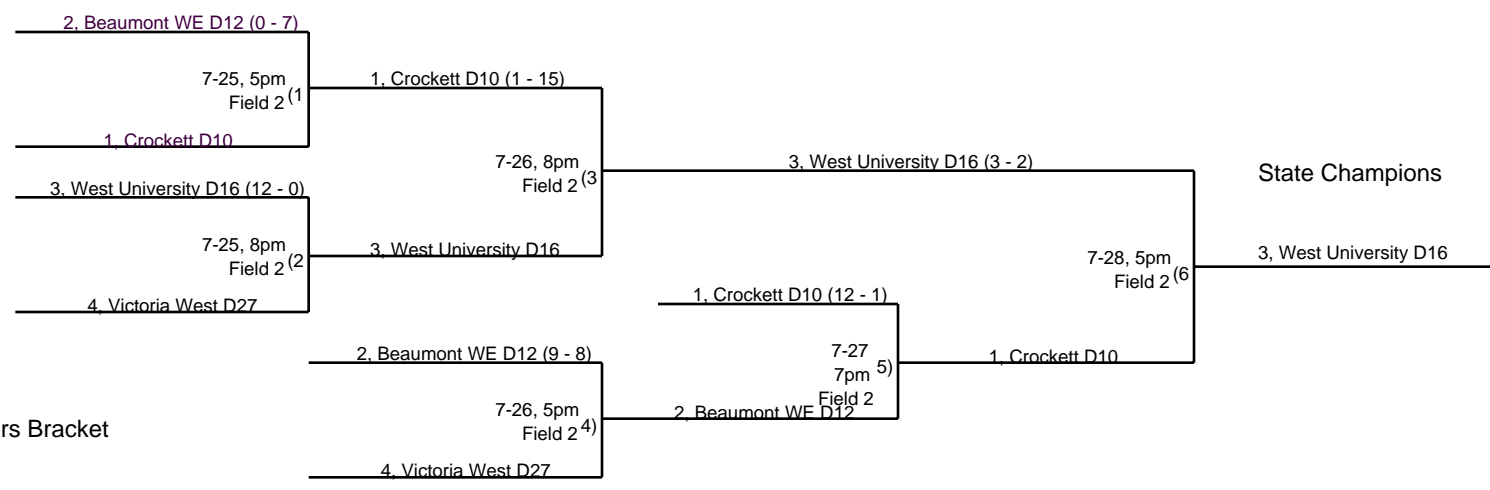 2, Beaumont WE D12 (0 - 7)
7-25, 5pm
Field 2 (1
1, Crockett D10
1, Crockett D10 (1 - 15)
3, West University D16 (12 - 0)
7-25, 8pm
Field 2 (2
4, Victoria West D27
3, West University D16
7-26, 8pm
Field 2 (3
3, West University D16 (3 - 2)
State Champions
3, West University D16
7-28, 5pm
Field 2 (6
1, Crockett D10 (12 - 1)
7-27
7pm 5)
Field 2
1, Crockett D10
2, Beaumont WE D12 (9 - 8)
7-26, 5pm
Field 2 4)
2, Beaumont WE D12
4, Victoria West D27
rs Bracket